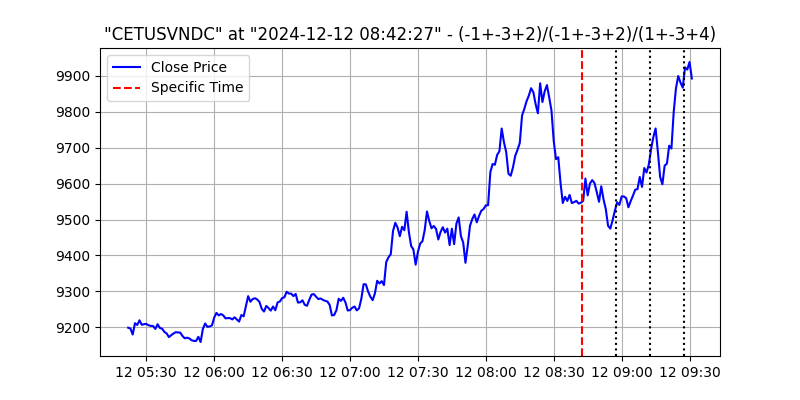 "CETUSVNDC" at "2024-12-12 08:42:27" - (-1+-3+2)/(-1+-3+2)/(1+-3+4)
Close Price
Specific Time
9900
9800
9700
9600
9500
9400
9300
9200
12 05:30 12 06:00 12 06:30 12 07:00 12 07:30 12 08:00 12 08:30 12 09:00 12 09:30